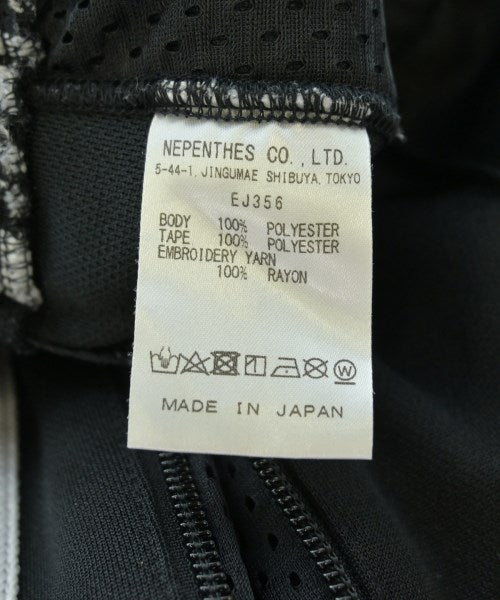 NEPENTHES CO., LTD.
5-44-1, JINGUMAE SHIBUYA, TOKYO
EJ356
BODY 100% POLYESTER
TAPE 100% POLYESTER
EMBROIDERY YARN
100% RAYON
W
MADE IN JAPAN